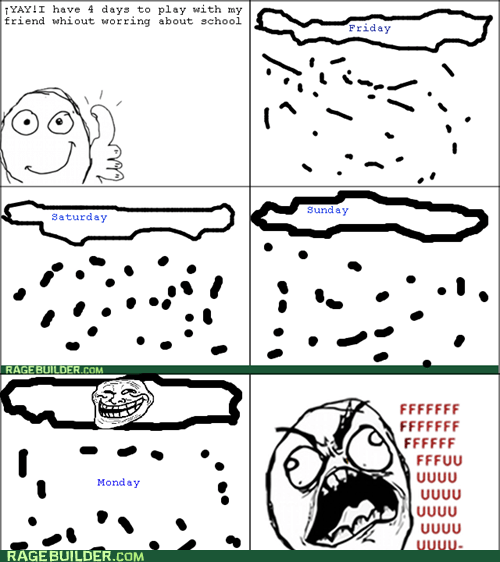 ¡YAY!I have 4 days to play with my
friend whiout worring about school
Friday
Saturday
Sunday
RAGEBUILDER.COM
Monday
FFFFFFF
FFFFFFF
FFFFFF
FFFUU
UUUU
UUUU
UUUU
UUUU
UUUU-
RAGEBUILDER.COM